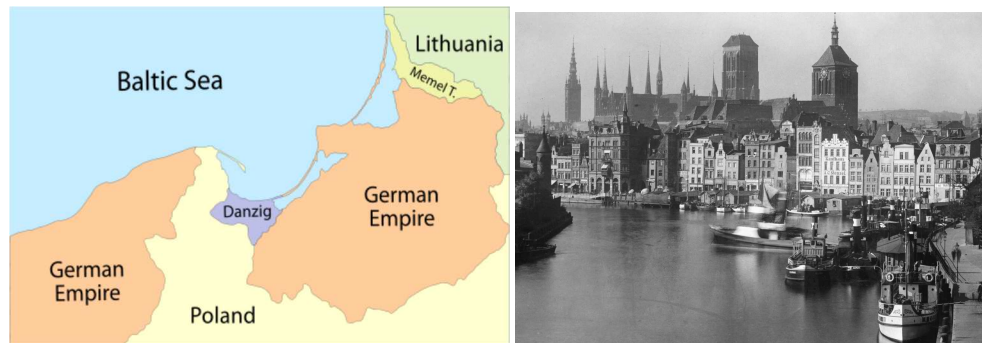 Lithuania
Memel T.
Baltic Sea
Danzig
German
Empire
German
Empire
Poland